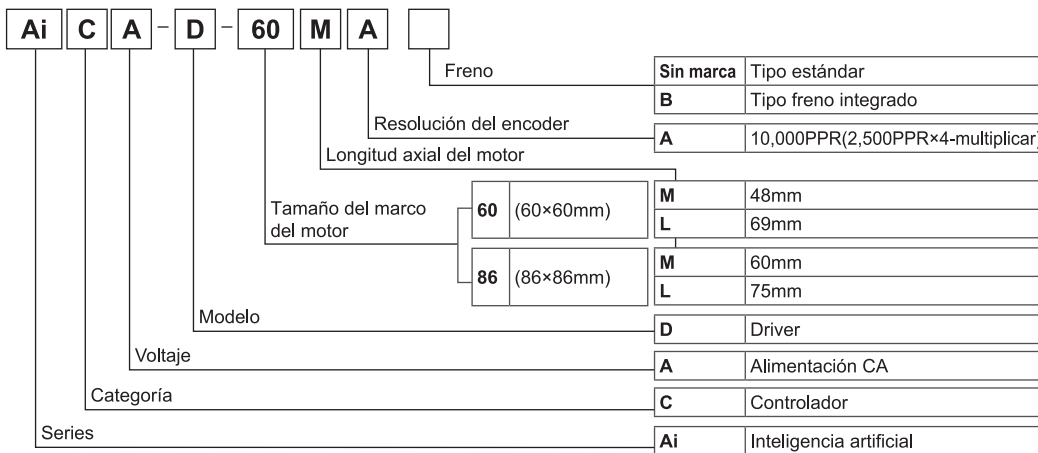 Ai C A - D - 60 M A
Freno
Sin marca Tipo estándar
B Tipo freno integrado
Resolución del encoder
A 10,000PPR(2,500PPR×4-multiplicar)
Longitud axial del motor
M 48mm
L 69mm
Tamaño del marco
del motor
60 (60×60mm)
86 (86×86mm)
M 60mm
L 75mm
Modelo
D Driver
Voltaje
A Alimentación CA
Categoría
C Controlador
Series
Ai Inteligencia artificial